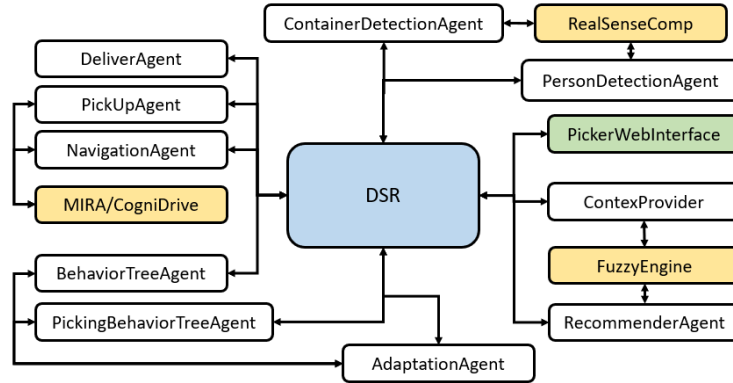 ContainerDetectionAgent
RealSenseComp
DeliverAgent
PersonDetectionAgent
PickUpAgent
PickerWebInterface
NavigationAgent
DSR
MIRA/CogniDrive
ContexProvider
BehaviorTreeAgent
FuzzyEngine
PickingBehaviorTreeAgent
RecommenderAgent
AdaptationAgent